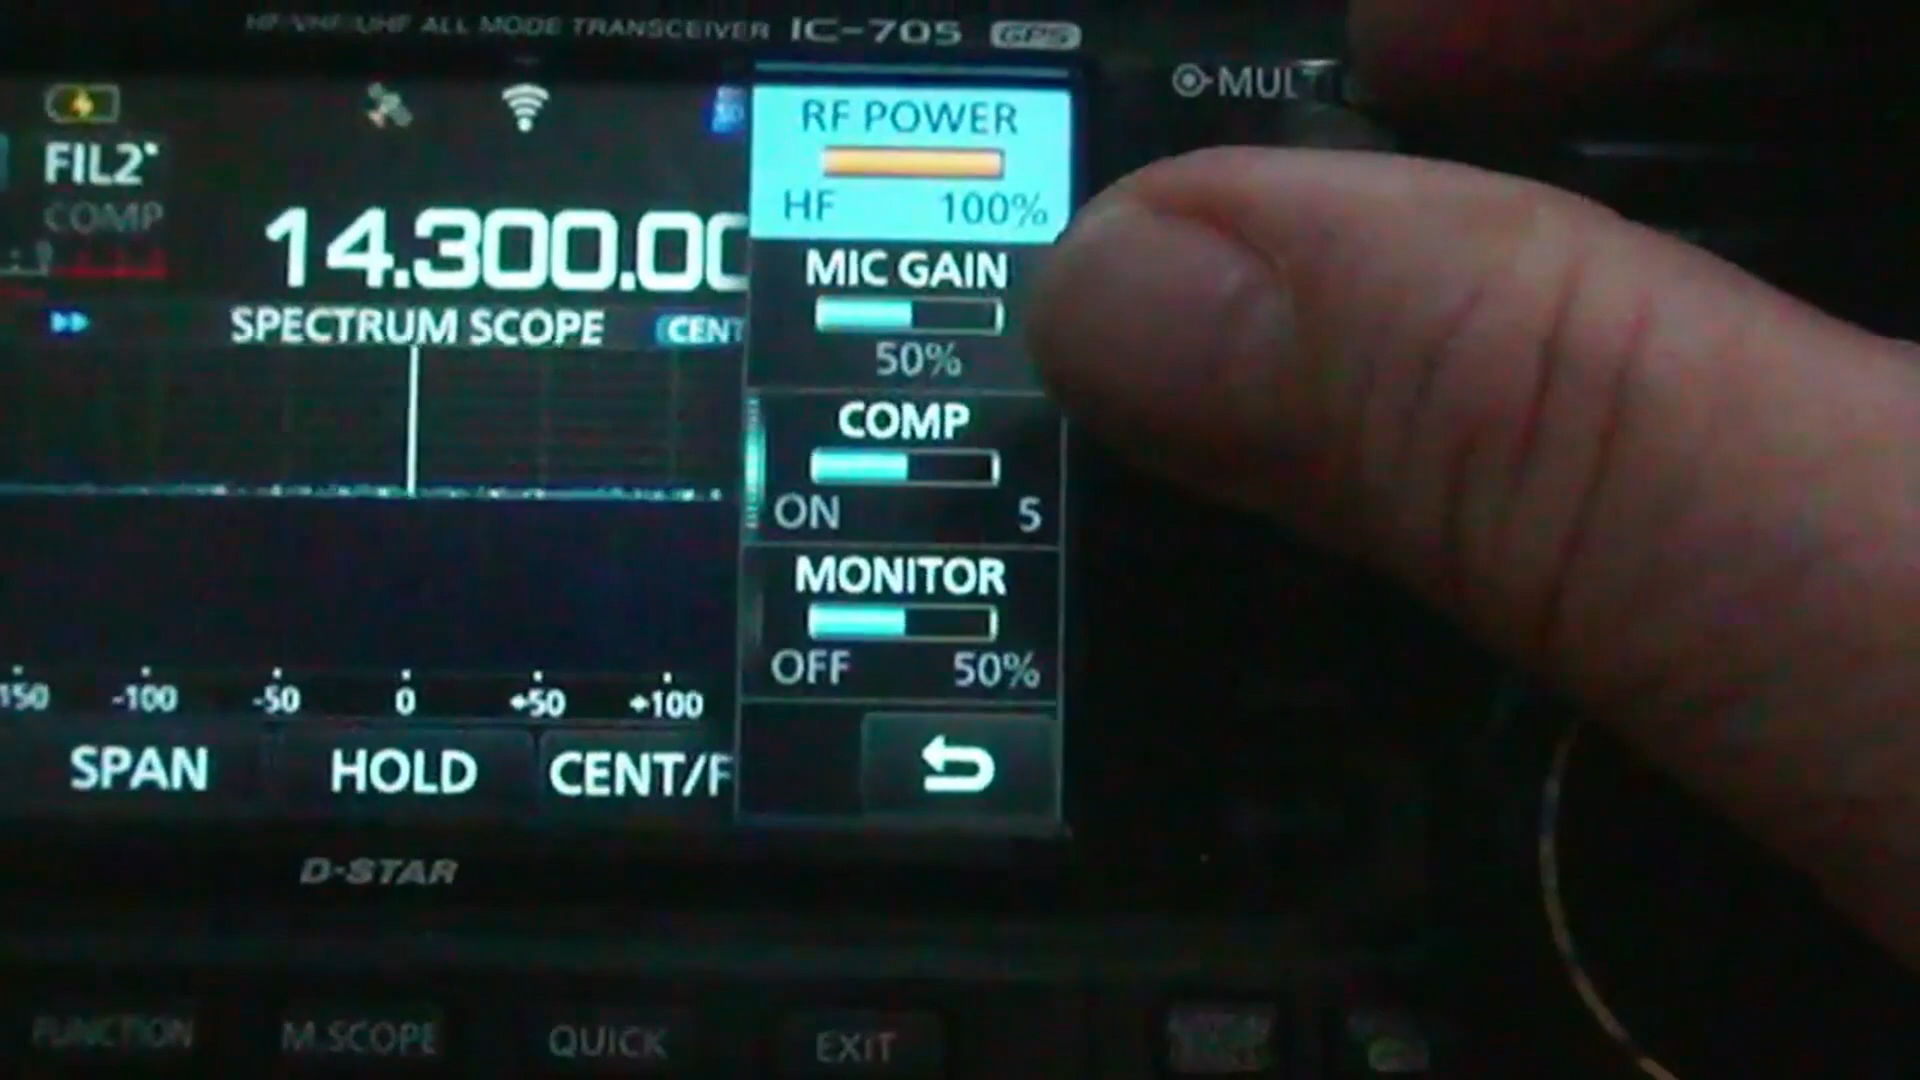 HF/VHF/UHF ALL MODE TRANSCEIVER IC-705 GPS
MULTI
FIL2
COMP
14.300.00
SPECTRUM SCOPE CENT
RF POWER
HF 100%
MIC GAIN
50%
COMP
ON 5
MONITOR
OFF 50%
150 -100 -50 0 +50 +100
SPAN HOLD CENT/F
D-STAR
FUNCTION M.SCOPE QUICK EXIT